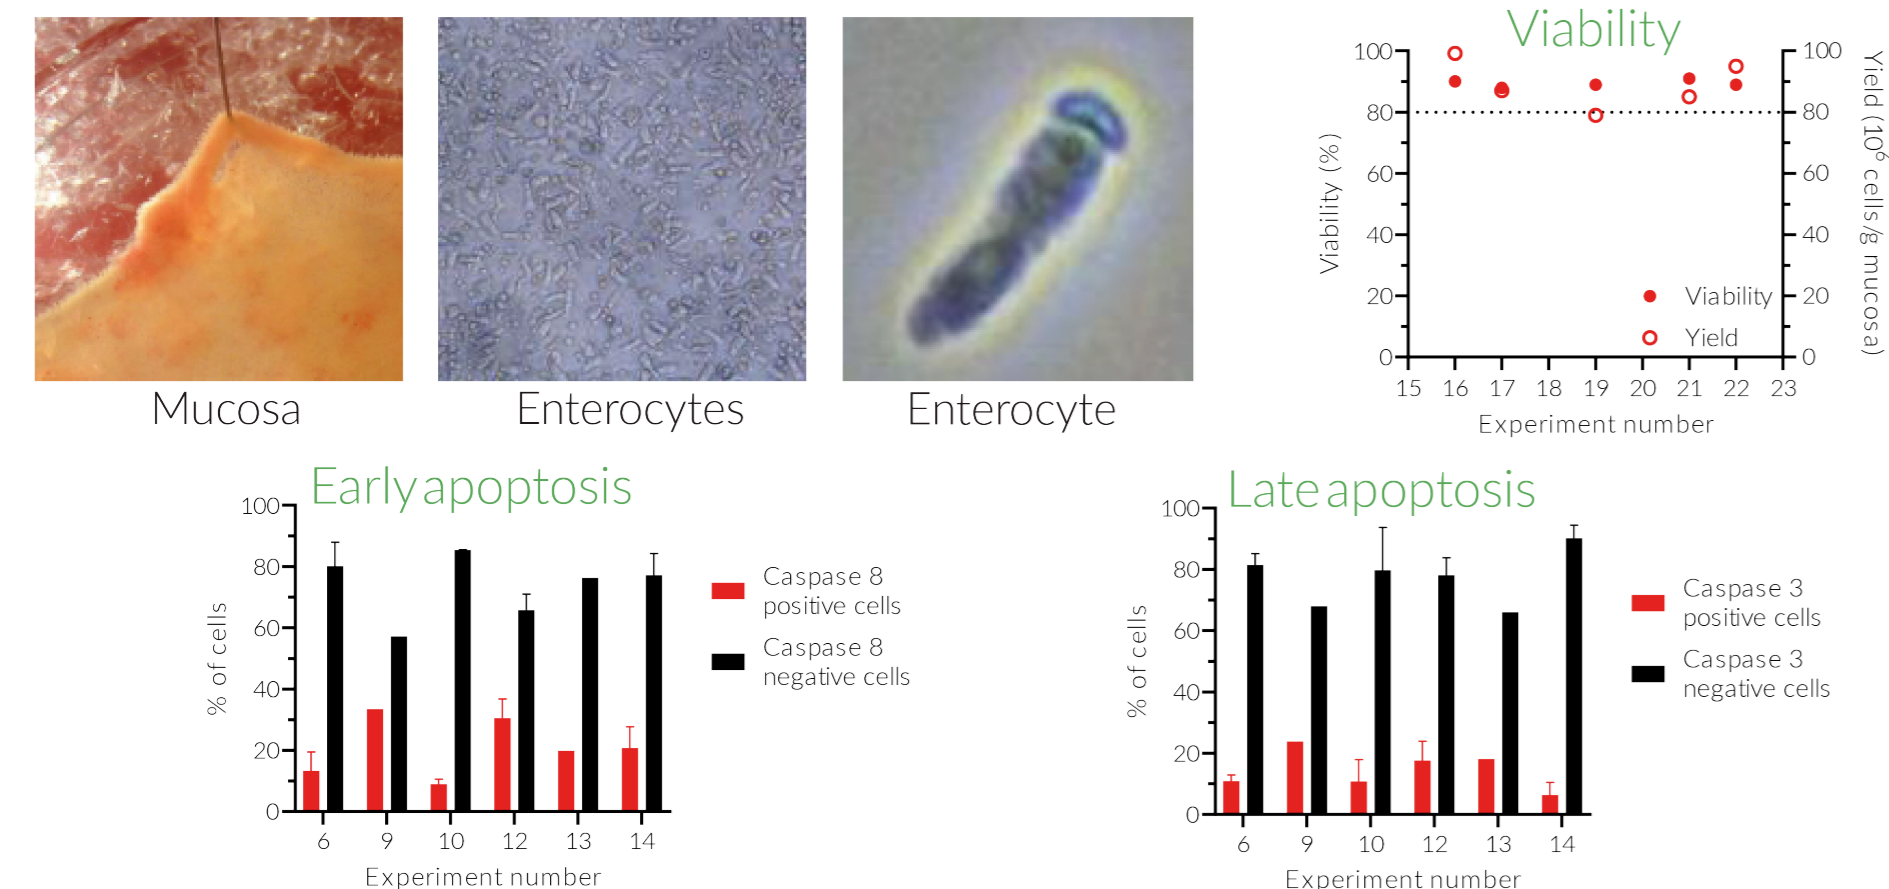 Mucosa
Enterocytes
Enterocyte
Viability
100
80
60
40
20
0
Viability (%)
100
80
60
40
20
0
Yield (10⁶ cells/g mucosa)
Viability
Yield
15 16 17 18 19 20 21 22 23
Experiment number
Early apoptosis
100
80
60
40
20
0
% of cells
6 9 10 12 13 14
Experiment number
Caspase 8
positive cells
Caspase 8
negative cells
Late apoptosis
100
80
60
40
20
0
% of cells
6 9 10 12 13 14
Experiment number
Caspase 3
positive cells
Caspase 3
negative cells